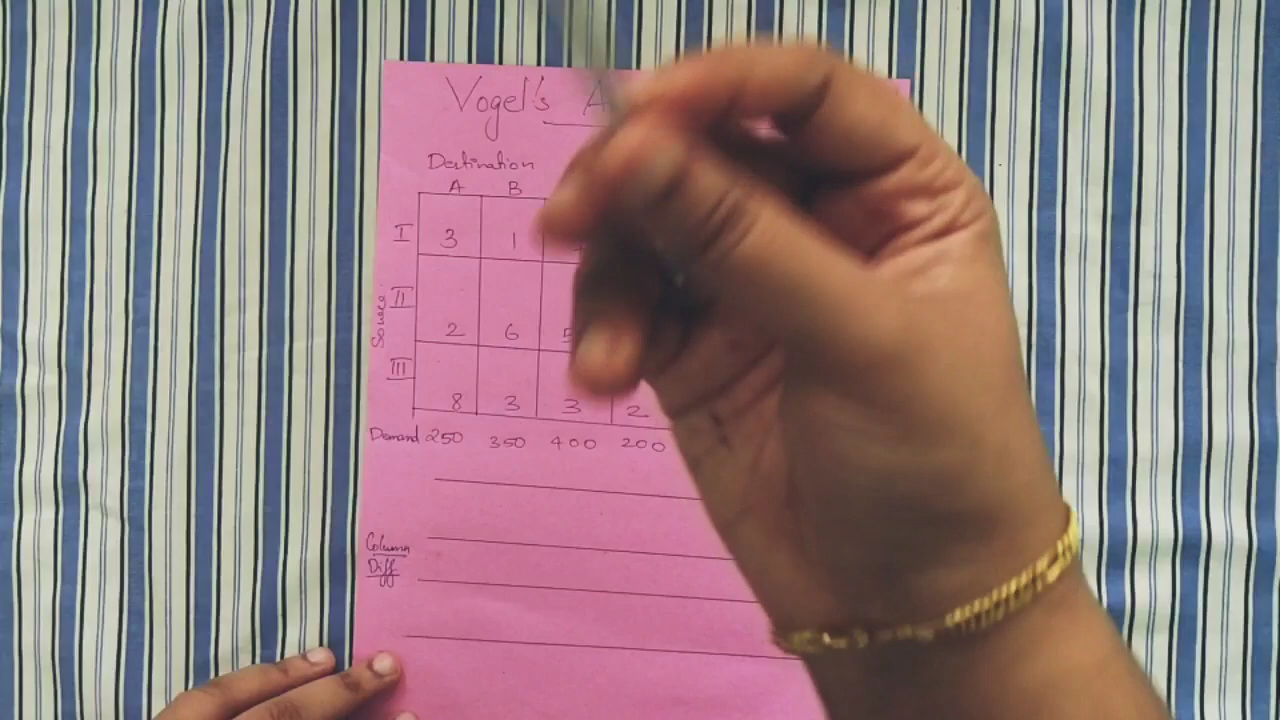 Vogel's
Destination
A B
I 3 1
Source
II 2 6 5
III 8 3 3 2
Demand 250 350 400 200
Column
Diff